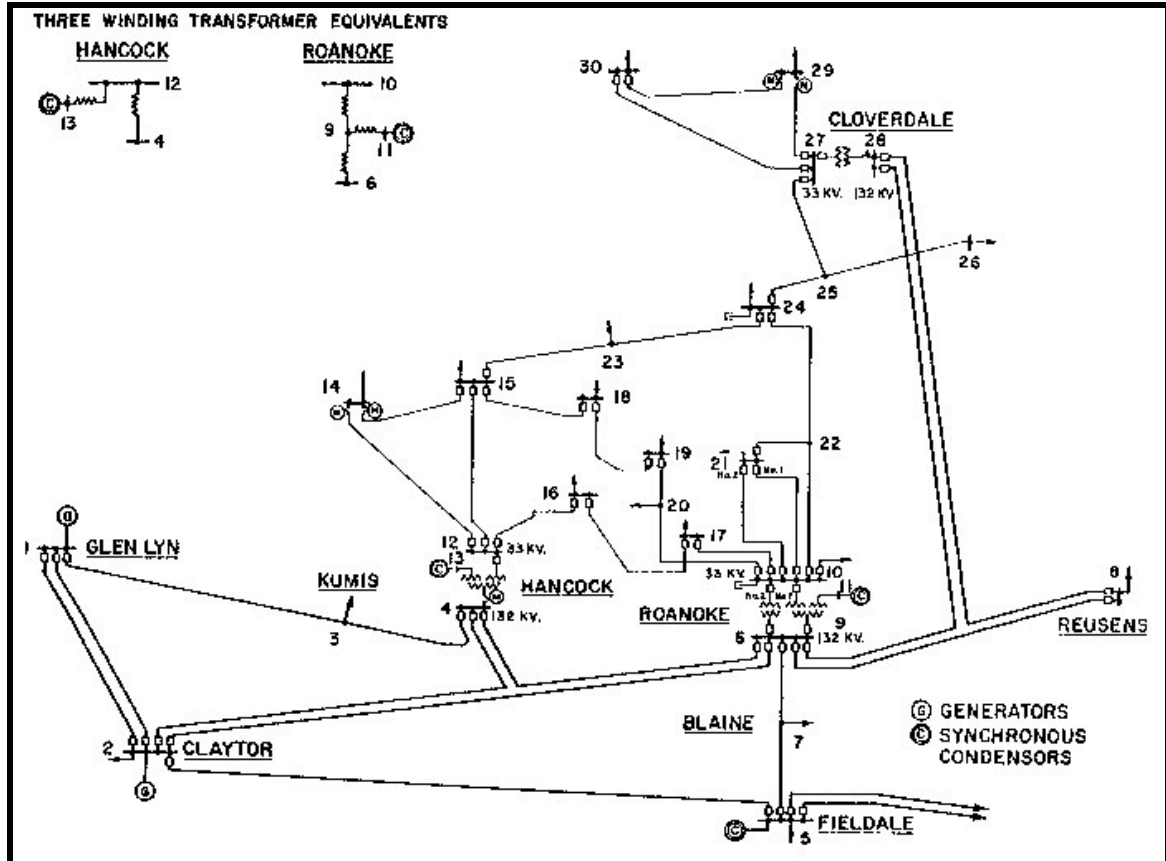 THREE WINDING TRANSFORMER EQUIVALENTS
HANCOCK
ROANOKE
12
C
13
4
10
9
C
11
6
30
29
CLOVERDALE
27
28
33 KV.
132 KV
26
25
24
23
15
14
18
19
21
No.2
No.1
22
16
20
17
1
G
GLEN LYN
12
33 KV.
13
C
HANCOCK
KUMIS
3
4
132 KV.
33 KV.
10
No.2
11
C
ROANOKE
9
6
132 KV.
8
REUSENS
BLAINE
7
2
CLAYTOR
G
G GENERATORS
C SYNCHRONOUS
CONDENSORS
C
FIELDALE
5